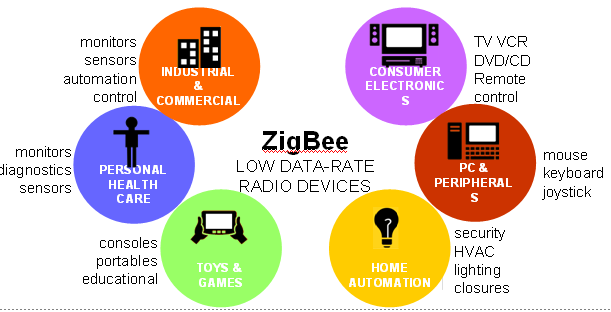 monitors
sensors
automation
control
INDUSTRIAL
&
COMMERCIAL
CONSUMER
ELECTRONIC
S
TV VCR
DVD/CD
Remote
control
monitors
diagnostics
sensors
PERSONAL
HEALTH
CARE
ZigBee
LOW DATA-RATE
RADIO DEVICES
PC &
PERIPHERAL
S
mouse
keyboard
joystick
consoles
portables
educational
TOYS &
GAMES
?
HOME
AUTOMATION
security
HVAC
lighting
closures